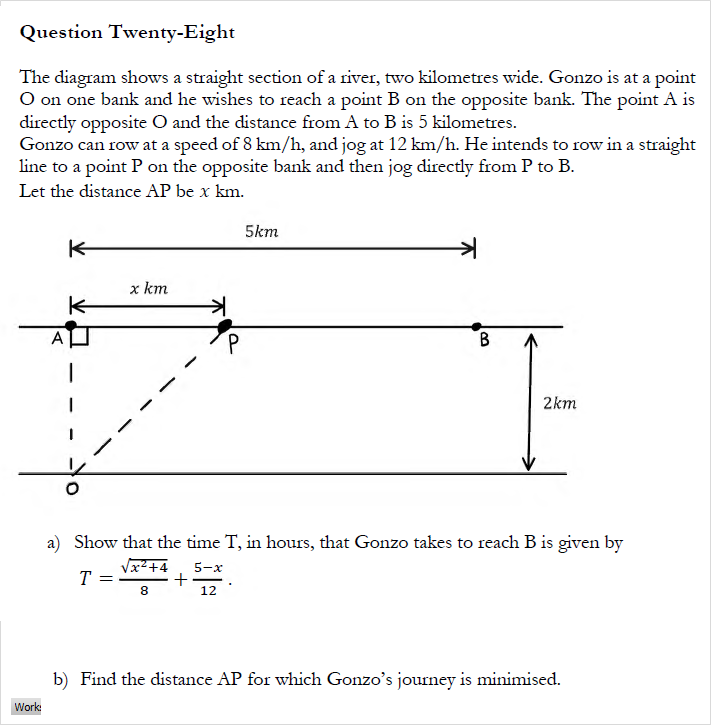 Question Twenty-Eight
The diagram shows a straight section of a river, two kilometres wide. Gonzo is at a point
O on one bank and he wishes to reach a point B on the opposite bank. The point A is
directly opposite O and the distance from A to B is 5 kilometres.
Gonzo can row at a speed of 8 km/h, and jog at 12 km/h. He intends to row in a straight
line to a point P on the opposite bank and then jog directly from P to B.
Let the distance AP be x km.
5km
x km
A
P
B
2km
O
a) Show that the time T, in hours, that Gonzo takes to reach B is given by
T = √(x²+4)/8 + (5−x)/12 .
b) Find the distance AP for which Gonzo’s journey is minimised.